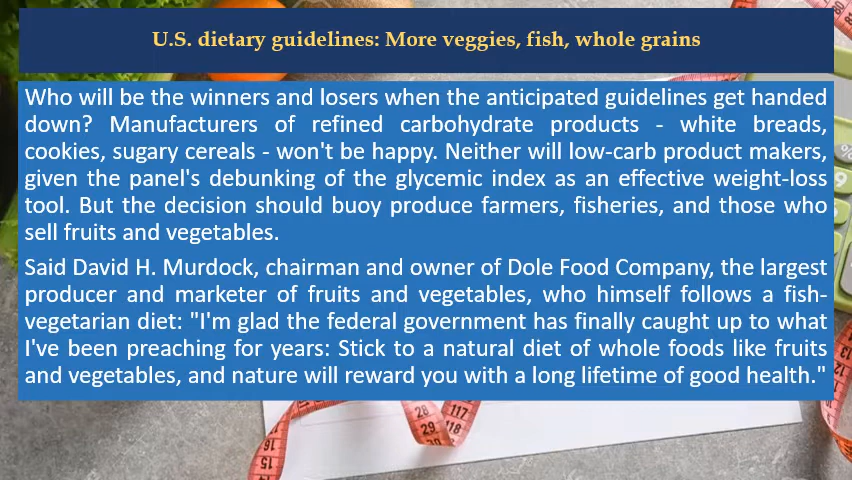 U.S. dietary guidelines: More veggies, fish, whole grains
Who will be the winners and losers when the anticipated guidelines get handed
down? Manufacturers of refined carbohydrate products - white breads,
cookies, sugary cereals - won't be happy. Neither will low-carb product makers,
given the panel's debunking of the glycemic index as an effective weight-loss
tool. But the decision should buoy produce farmers, fisheries, and those who
sell fruits and vegetables.
Said David H. Murdock, chairman and owner of Dole Food Company, the largest
producer and marketer of fruits and vegetables, who himself follows a fish-
vegetarian diet: "I'm glad the federal government has finally caught up to what
I've been preaching for years: Stick to a natural diet of whole foods like fruits
and vegetables, and nature will reward you with a long lifetime of good health."
28 117
29 118
16
15